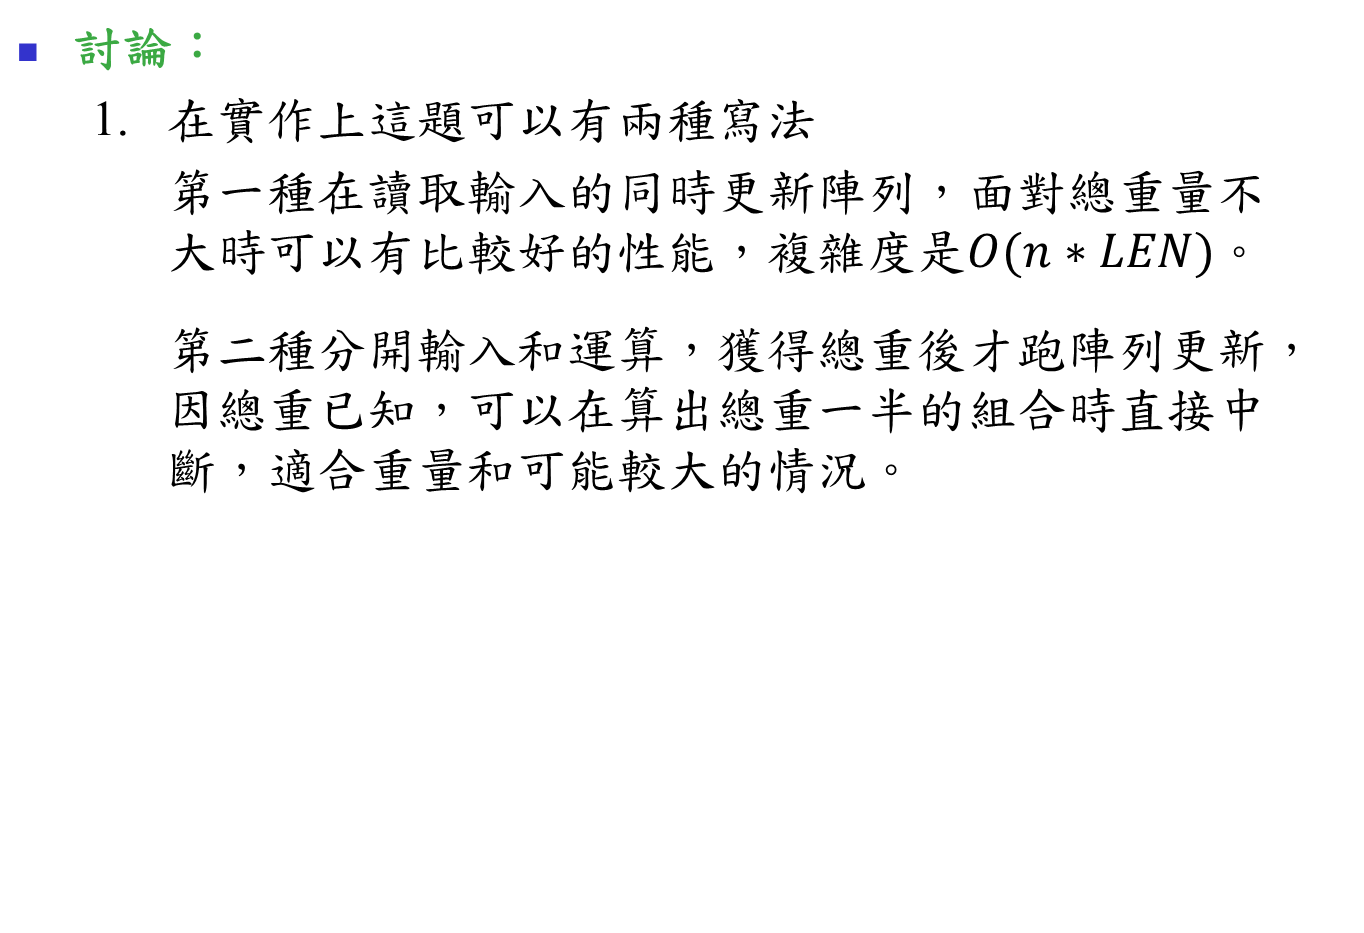 ▪ 討論：
1. 在實作上這題可以有兩種寫法
第一種在讀取輸入的同時更新陣列，面對總重量不
大時可以有比較好的性能，複雜度是O(n * LEN)。
第二種分開輸入和運算，獲得總重後才跑陣列更新，
因總重已知，可以在算出總重一半的組合時直接中
斷，適合重量和可能較大的情況。